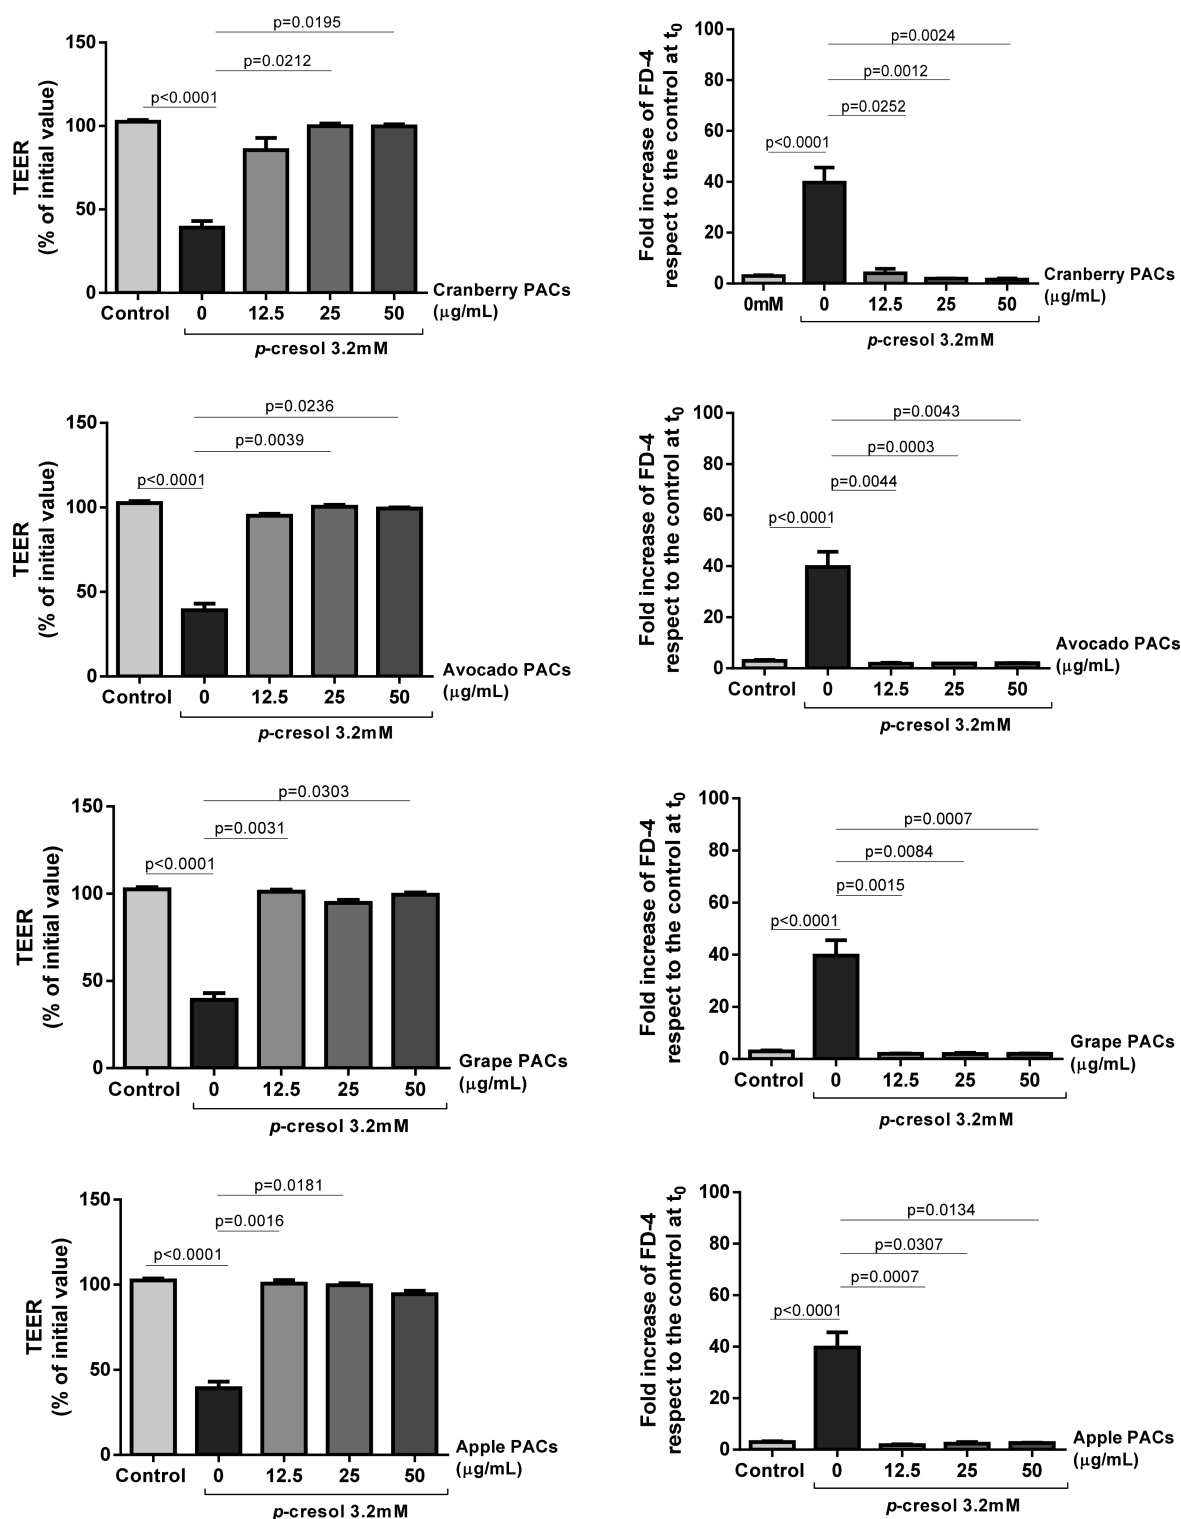 p=0.0195
p=0.0212
p<0.0001
TEER
(% of initial value)
150
100
50
0
Control 0 12.5 25 50
Cranberry PACs
(μg/mL)
p-cresol 3.2mM
p=0.0024
p=0.0012
p=0.0252
p<0.0001
Fold increase of FD-4
respect to the control at t0
100
80
60
40
20
0
0mM 0 12.5 25 50
Cranberry PACs
(μg/mL)
p-cresol 3.2mM
p=0.0236
p=0.0039
p<0.0001
TEER
(% of initial value)
150
100
50
0
Control 0 12.5 25 50
Avocado PACs
(μg/mL)
p-cresol 3.2mM
p=0.0043
p=0.0003
p=0.0044
p<0.0001
Fold increase of FD-4
respect to the control at t0
100
80
60
40
20
0
Control 0 12.5 25 50
Avocado PACs
(μg/mL)
p-cresol 3.2mM
p=0.0303
p=0.0031
p<0.0001
TEER
(% of initial value)
150
100
50
0
Control 0 12.5 25 50
Grape PACs
(μg/mL)
p-cresol 3.2mM
p=0.0007
p=0.0084
p=0.0015
p<0.0001
Fold increase of FD-4
respect to the control at t0
100
80
60
40
20
0
Control 0 12.5 25 50
Grape PACs
(μg/mL)
p-cresol 3.2mM
p=0.0181
p=0.0016
p<0.0001
TEER
(% of initial value)
150
100
50
0
Control 0 12.5 25 50
Apple PACs
(μg/mL)
p-cresol 3.2mM
p=0.0134
p=0.0307
p=0.0007
p<0.0001
Fold increase of FD-4
respect to the control at t0
100
80
60
40
20
0
Control 0 12.5 25 50
Apple PACs
(μg/mL)
p-cresol 3.2mM